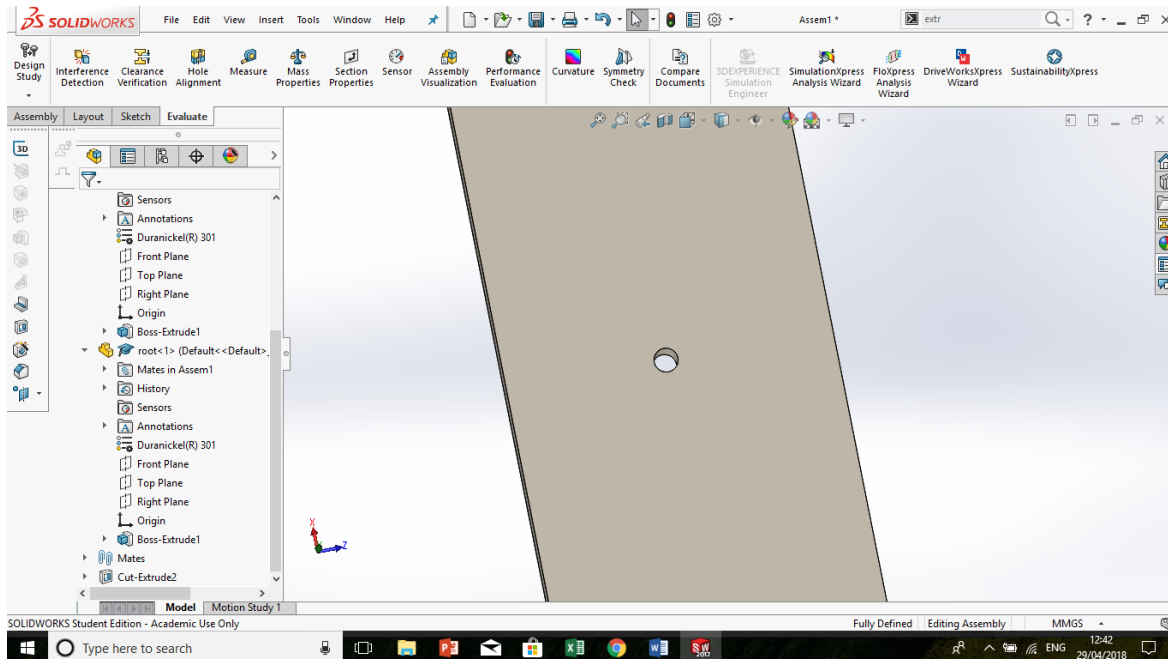 SOLIDWORKS File Edit View Insert Tools Window Help Assem1 * extr
Design Study
Interference Detection
Clearance Verification
Hole Alignment
Measure
Mass Properties
Section Properties
Sensor
Assembly Visualization
Performance Evaluation
Curvature
Symmetry Check
Compare Documents
3DEXPERIENCE Simulation Engineer
SimulationXpress Analysis Wizard
FloXpress Analysis Wizard
DriveWorksXpress Wizard
SustainabilityXpress
Assembly Layout Sketch Evaluate
3D
Sensors
Annotations
Duranickel(R) 301
Front Plane
Top Plane
Right Plane
Origin
Boss-Extrude1
root<1> (Default<<Default>_
Mates in Assem1
History
Sensors
Annotations
Duranickel(R) 301
Front Plane
Top Plane
Right Plane
Origin
Boss-Extrude1
Mates
Cut-Extrude2
X
Z
Model Motion Study 1
SOLIDWORKS Student Edition - Academic Use Only Fully Defined Editing Assembly MMGS
Type here to search ENG 12:42
29/04/2018